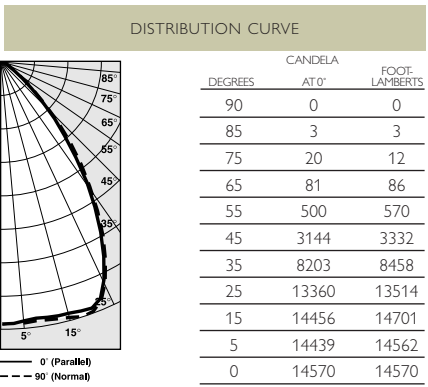 DISTRIBUTION CURVE
85°
75°
65°
55°
45°
35°
25°
15°
5°
0° (Parallel)
90° (Normal)
CANDELA
DEGREES AT 0° FOOT-
LAMBERTS
90 0 0
85 3 3
75 20 12
65 81 86
55 500 570
45 3144 3332
35 8203 8458
25 13360 13514
15 14456 14701
5 14439 14562
0 14570 14570